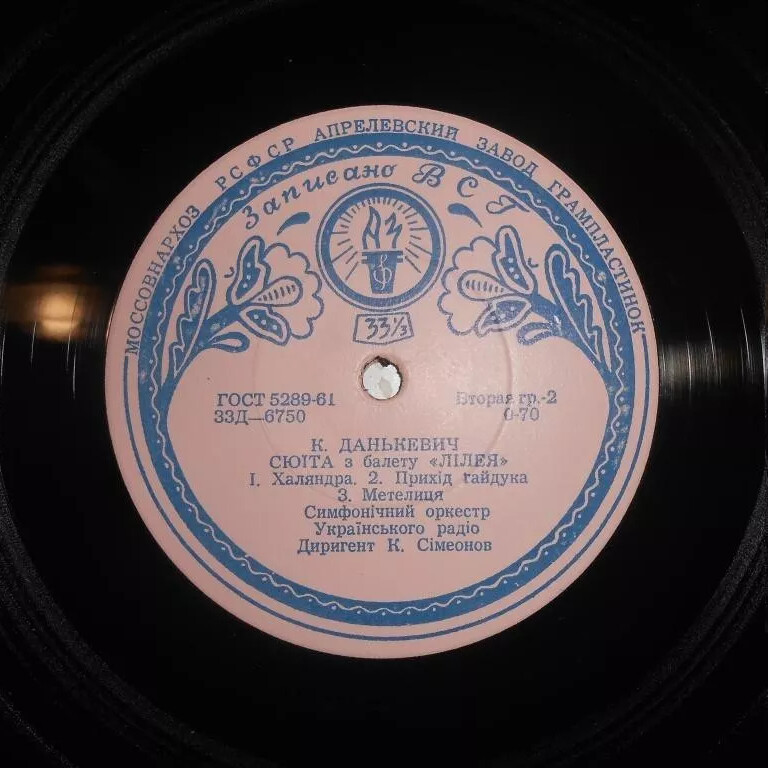 МОССОВНАРХОЗ РСФСР АПРЕЛЕВСКИЙ ЗАВОД ГРАМПЛАСТИНОК
Записано ВСГ
АЗ
33⅓
ГОСТ 5289-61
Вторая гр.-2
33Д—6750
0-70
К. ДАНЬКЕВИЧ
СЮІТА з балету «ЛІЛЕЯ»
1. Халяндра. 2. Прихід гайдука
3. Метелиця
Симфонічний оркестр
Українського радіо
Диригент К. Сімеонов